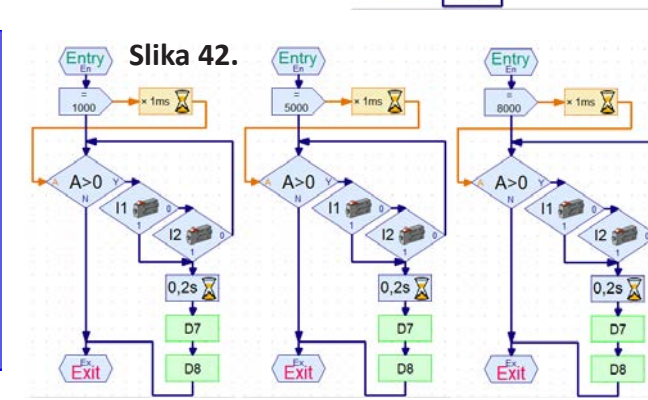 Slika 42.
Entry
En
=
1000
× 1ms
A
A>0
Y
N
I1
0
1
I2
0
1
0,2s
D7
D8
Ex
Exit
Entry
En
=
5000
× 1ms
A
A>0
Y
N
I1
0
1
I2
0
1
0,2s
D7
D8
Ex
Exit
Entry
En
=
8000
× 1ms
A
A>0
Y
N
I1
0
1
I2
0
1
0,2s
D7
D8
Ex
Exit